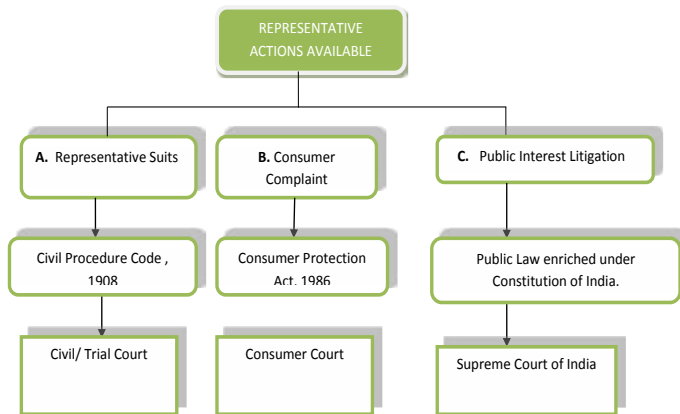 REPRESENTATIVE
ACTIONS AVAILABLE
A. Representative Suits
B. Consumer
Complaint
C. Public Interest Litigation
Civil Procedure Code ,
1908
Consumer Protection
Act, 1986
Public Law enriched under
Constitution of India.
Civil/ Trial Court
Consumer Court
Supreme Court of India